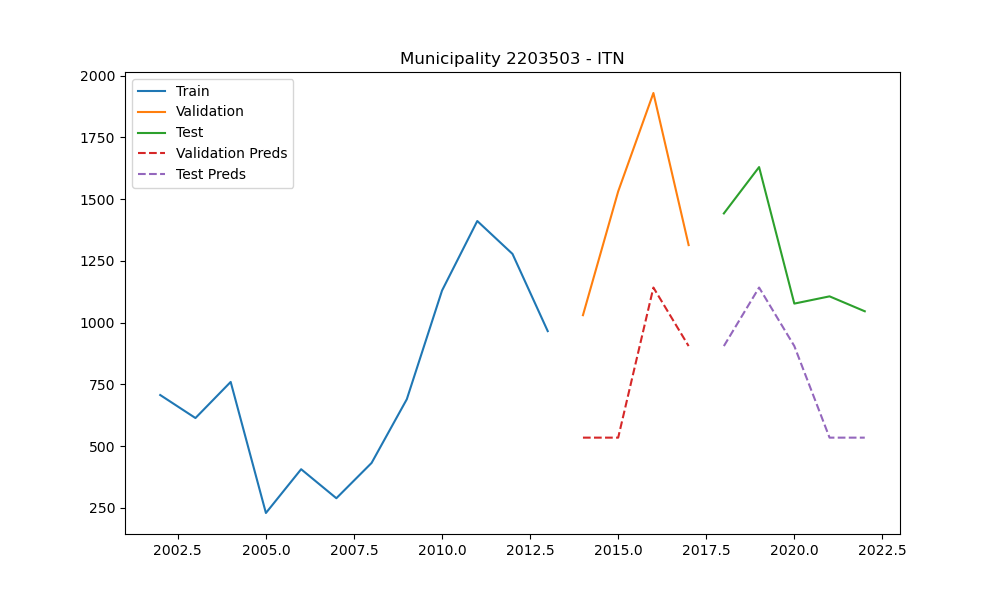 Municipality 2203503 - ITN
Train
Validation
Test
Validation Preds
Test Preds
2000
1750
1500
1250
1000
750
500
250
2002.5 2005.0 2007.5 2010.0 2012.5 2015.0 2017.5 2020.0 2022.5